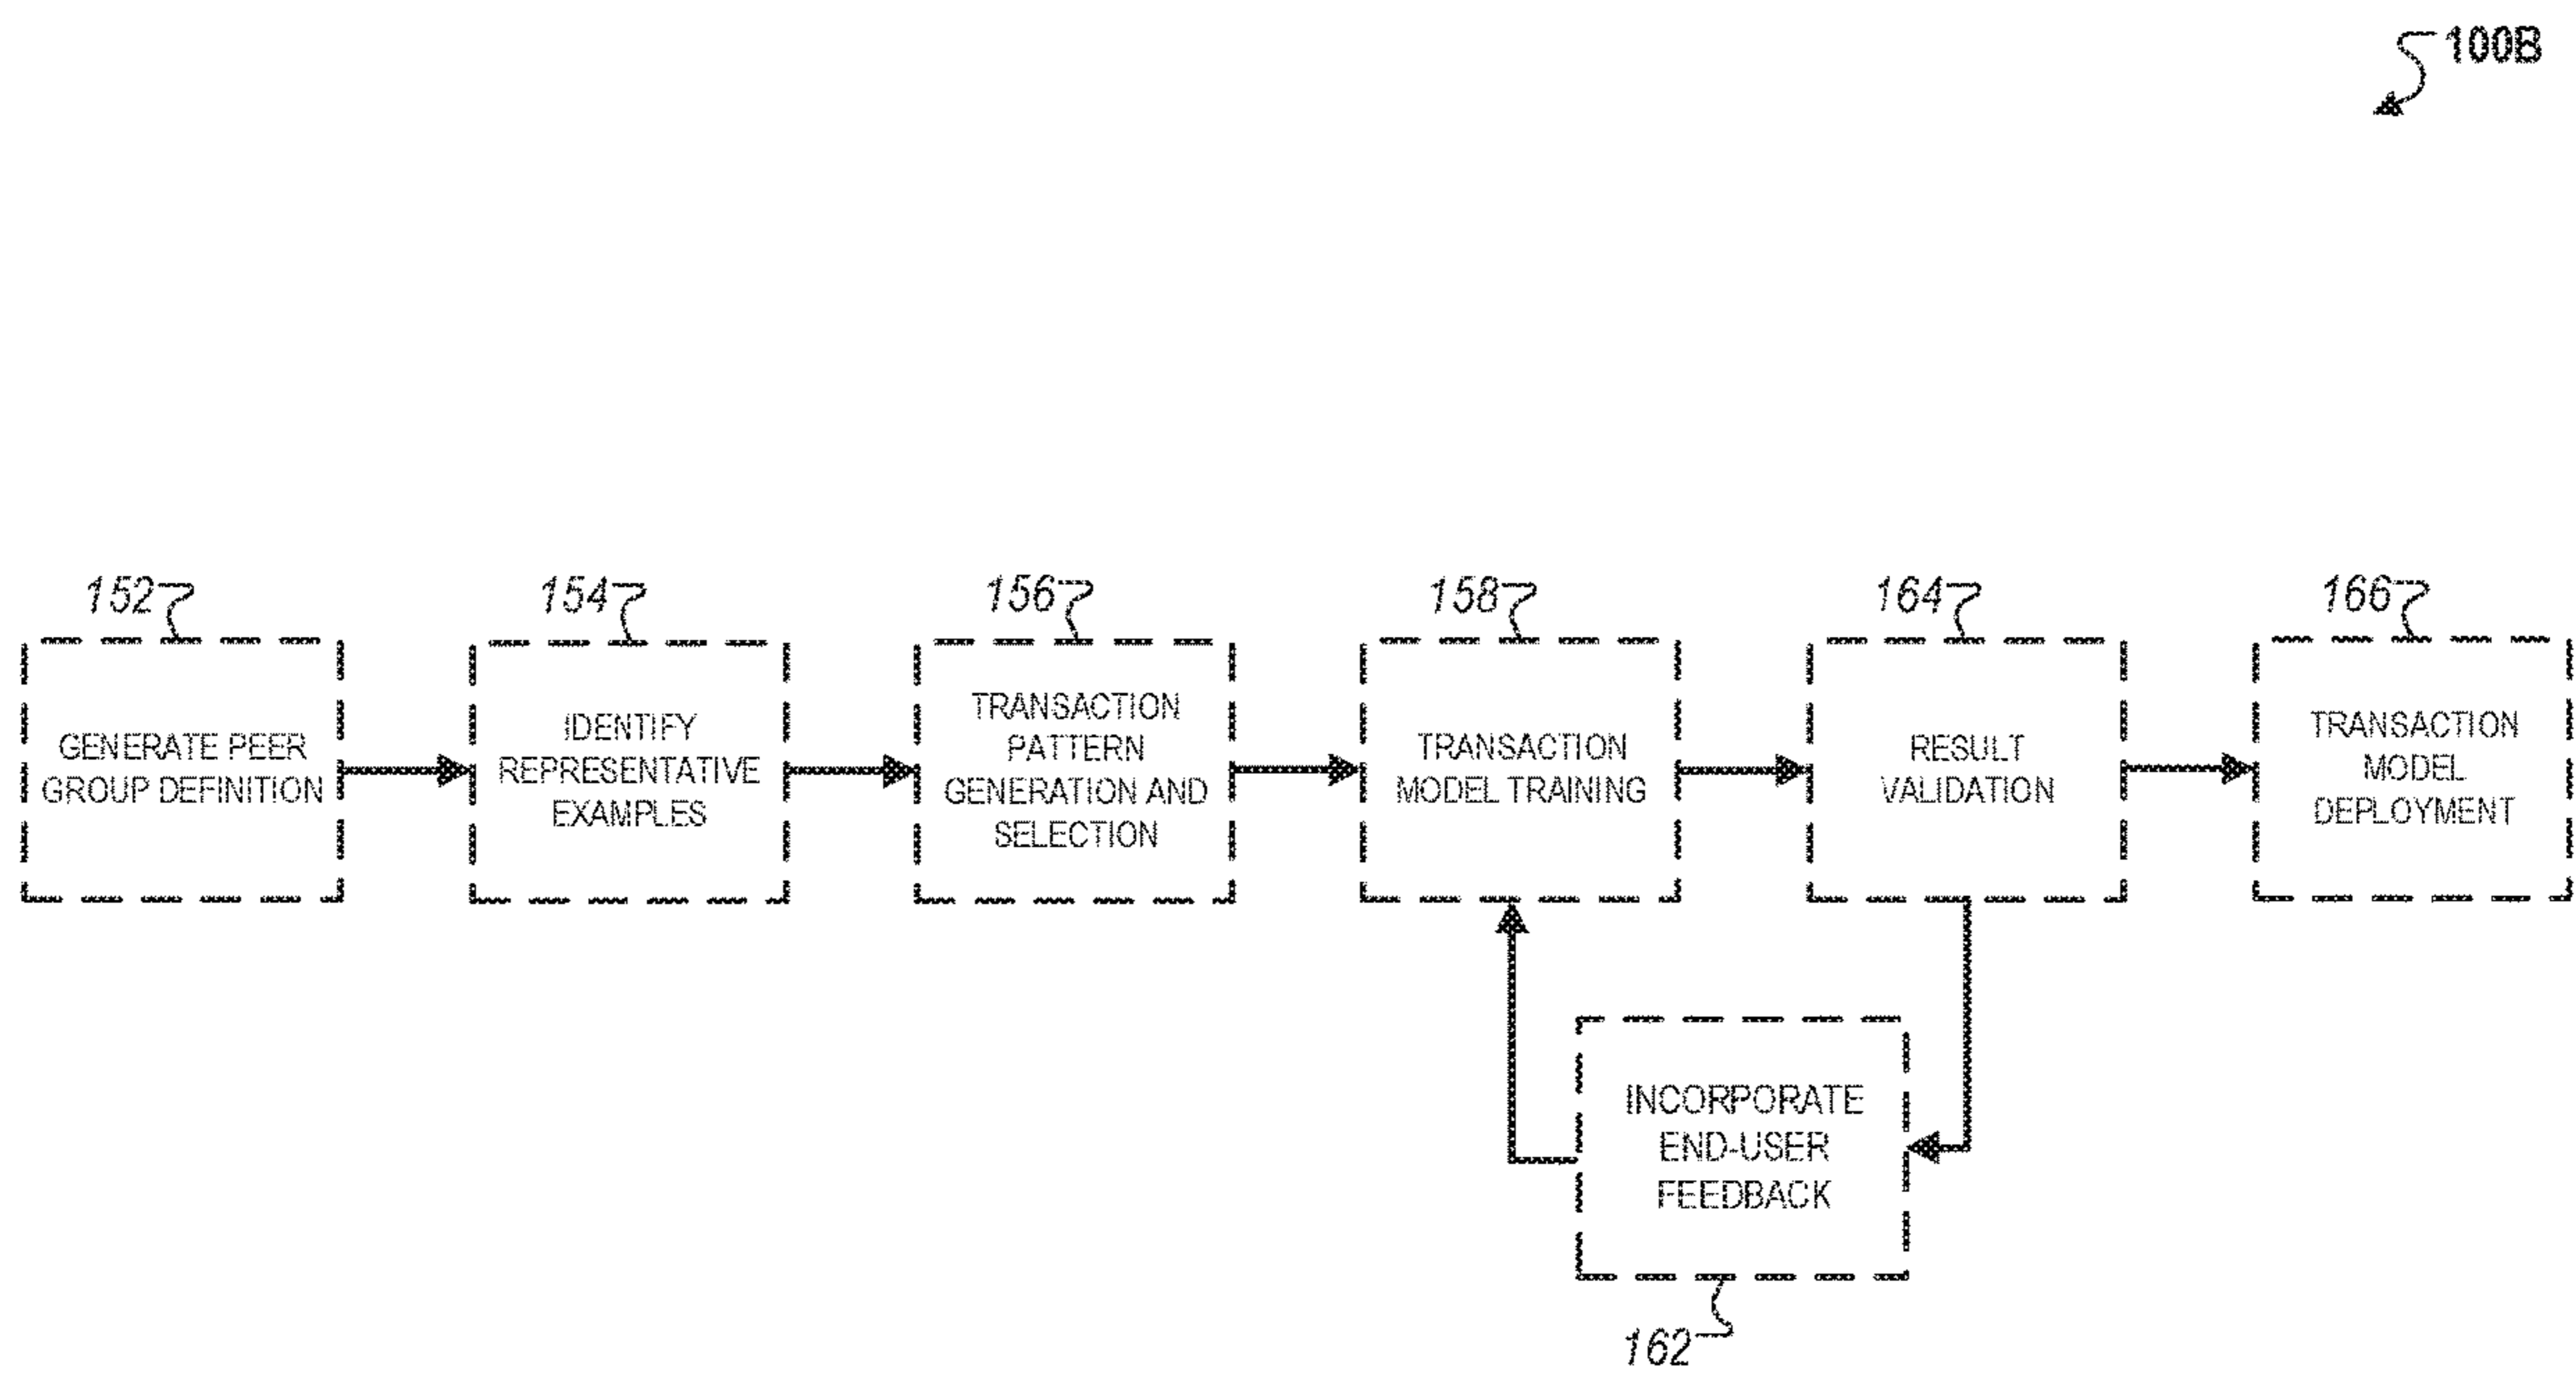 100B
152
GENERATE PEER
GROUP DEFINITION
154
IDENTIFY
REPRESENTATIVE
EXAMPLES
156
TRANSACTION
PATTERN
GENERATION AND
SELECTION
158
TRANSACTION
MODEL TRAINING
164
RESULT
VALIDATION
166
TRANSACTION
MODEL
DEPLOYMENT
INCORPORATE
END-USER
FEEDBACK
162